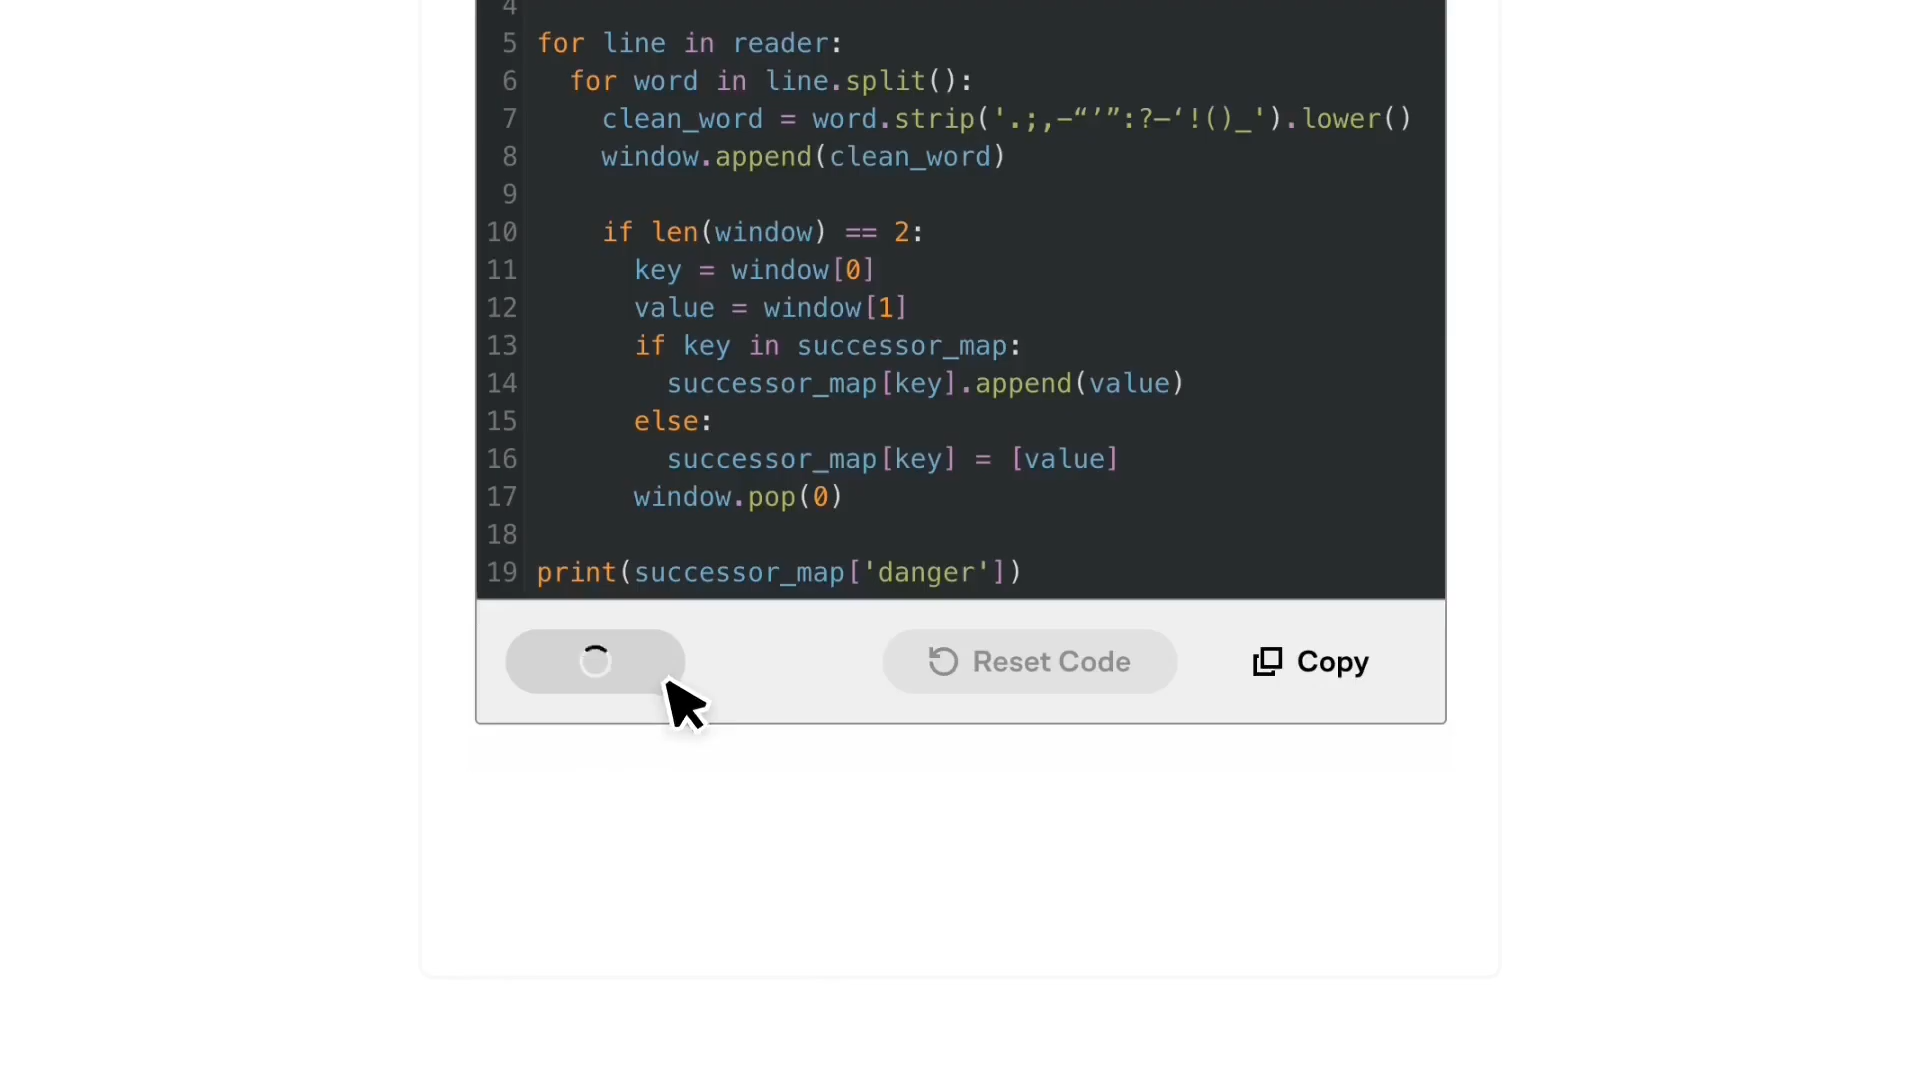 4
5 for line in reader:
6   for word in line.split():
7     clean_word = word.strip('.;,—“’”:?—‘!()_').lower()
8     window.append(clean_word)
9
10     if len(window) == 2:
11       key = window[0]
12       value = window[1]
13       if key in successor_map:
14         successor_map[key].append(value)
15       else:
16         successor_map[key] = [value]
17       window.pop(0)
18
19 print(successor_map['danger'])
Reset Code Copy